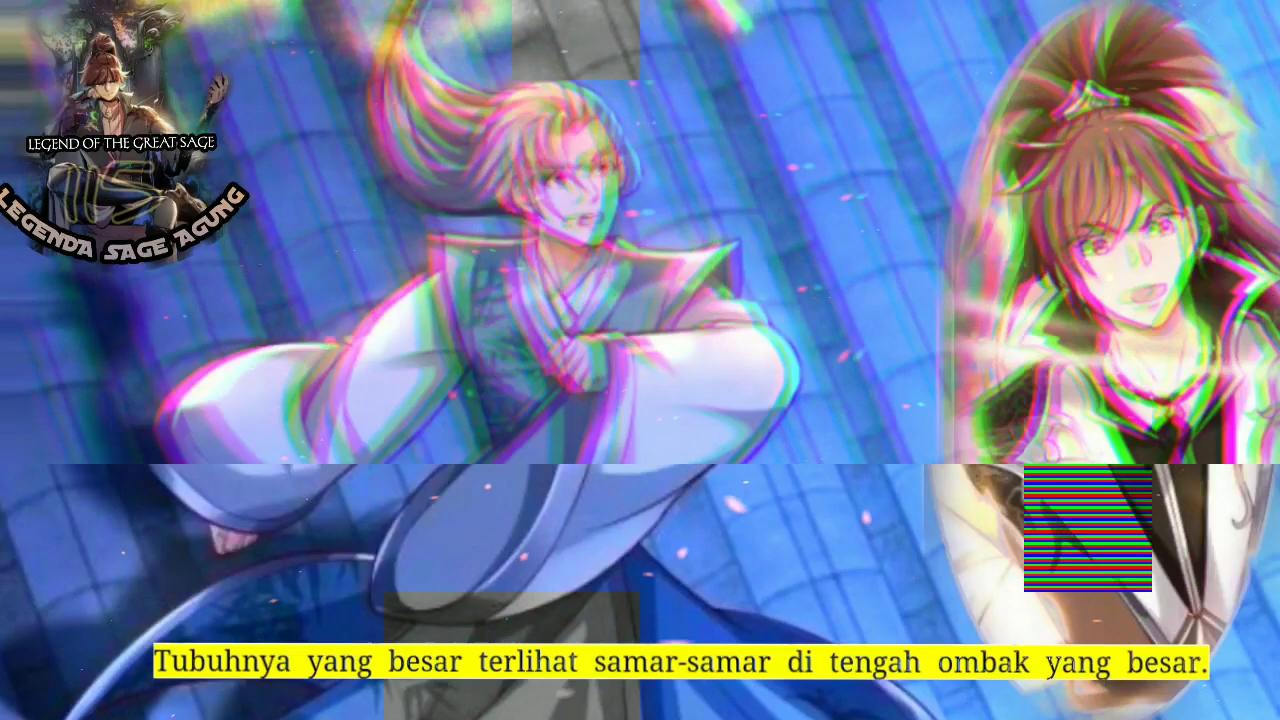 LEGEND OF THE GREAT SAGE
LEGENDA SAGE AGUNG
Tubuhnya yang besar terlihat samar-samar di tengah ombak yang besar.